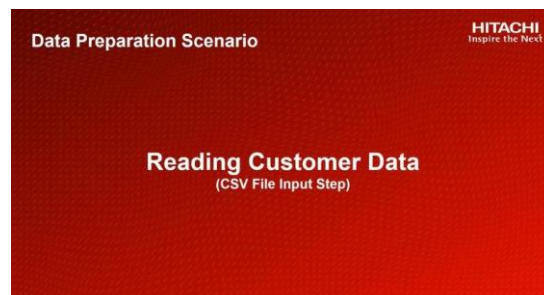 Data Preparation Scenario
HITACHI
Inspire the Next
Reading Customer Data
(CSV File Input Step)